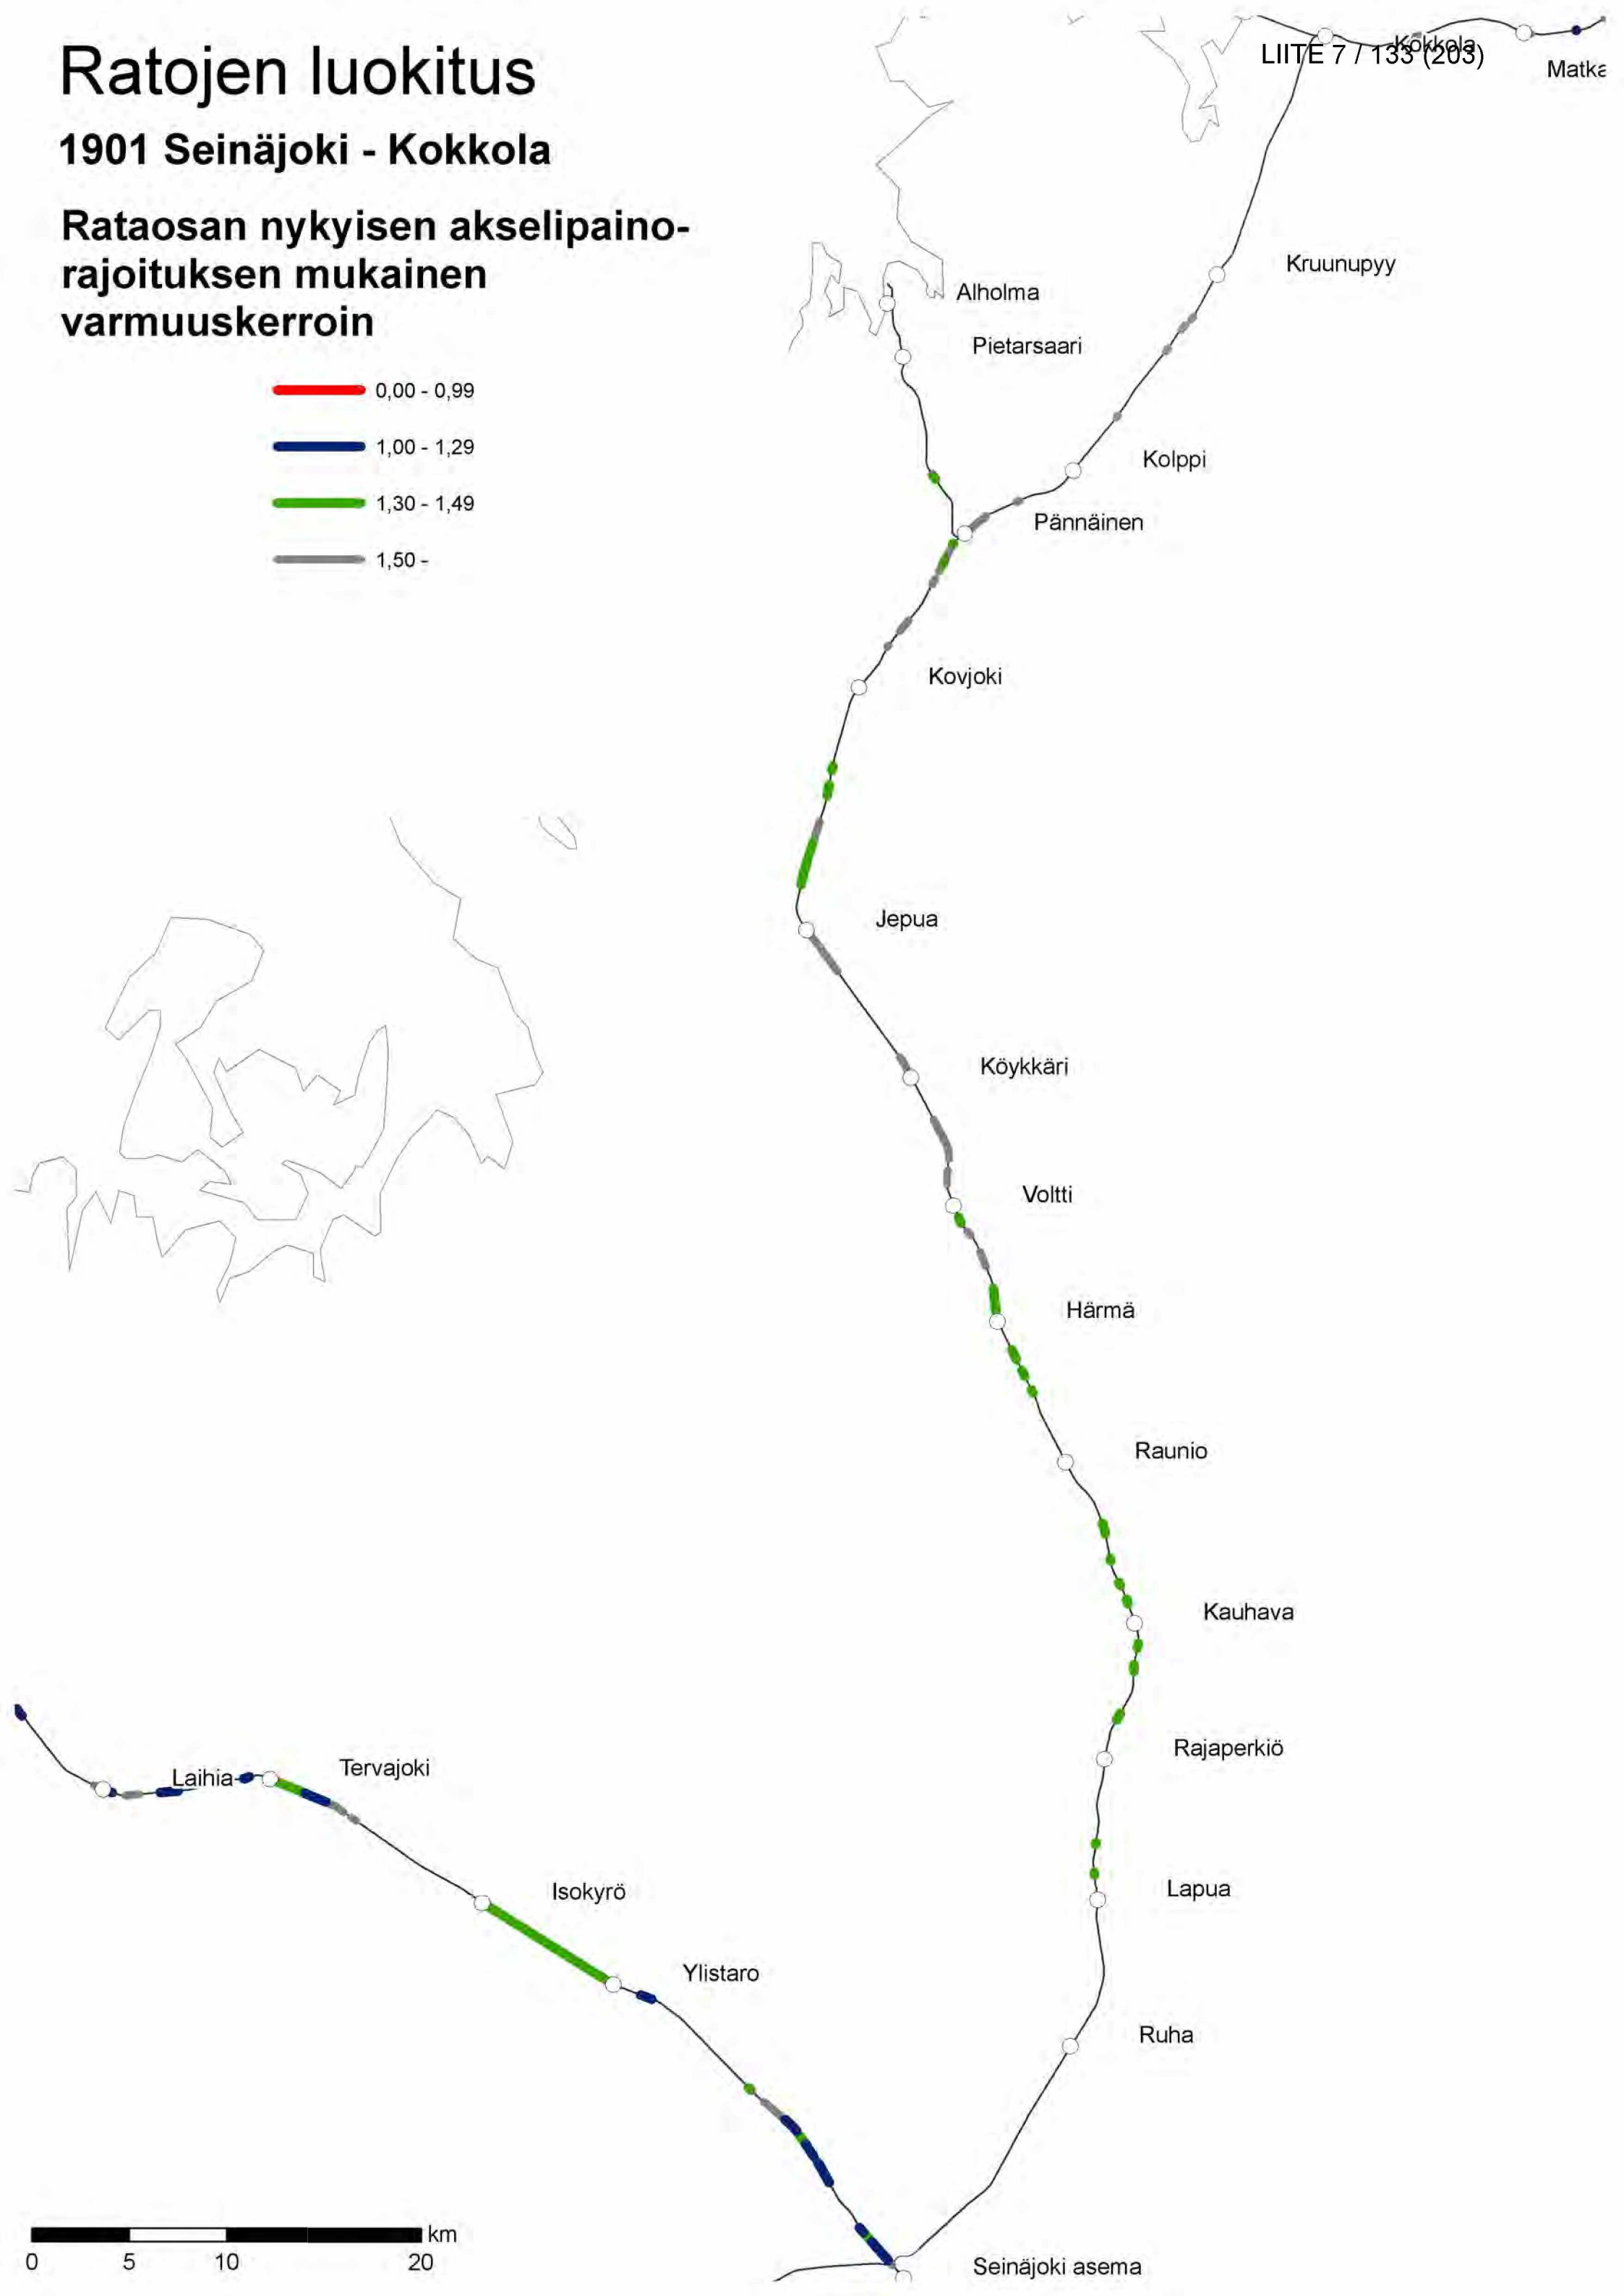 Ratojen luokitus
1901 Seinäjoki - Kokkola
Rataosan nykyisen akselipaino-
rajoituksen mukainen
varmuuskerroin
0,00 - 0,99
1,00 - 1,29
1,30 - 1,49
1,50 -
Kokkola
LIITE 7 / 133 (203)
Matka
Kruunupyy
Alholma
Pietarsaari
Kolppi
Pännäinen
Kovjoki
Jepua
Köykkäri
Voltti
Härmä
Raunio
Kauhava
Rajaperkiö
Laihia
Tervajoki
Lapua
Isokyrö
Ylistaro
Ruha
km
0 5 10 20
Seinäjoki asema